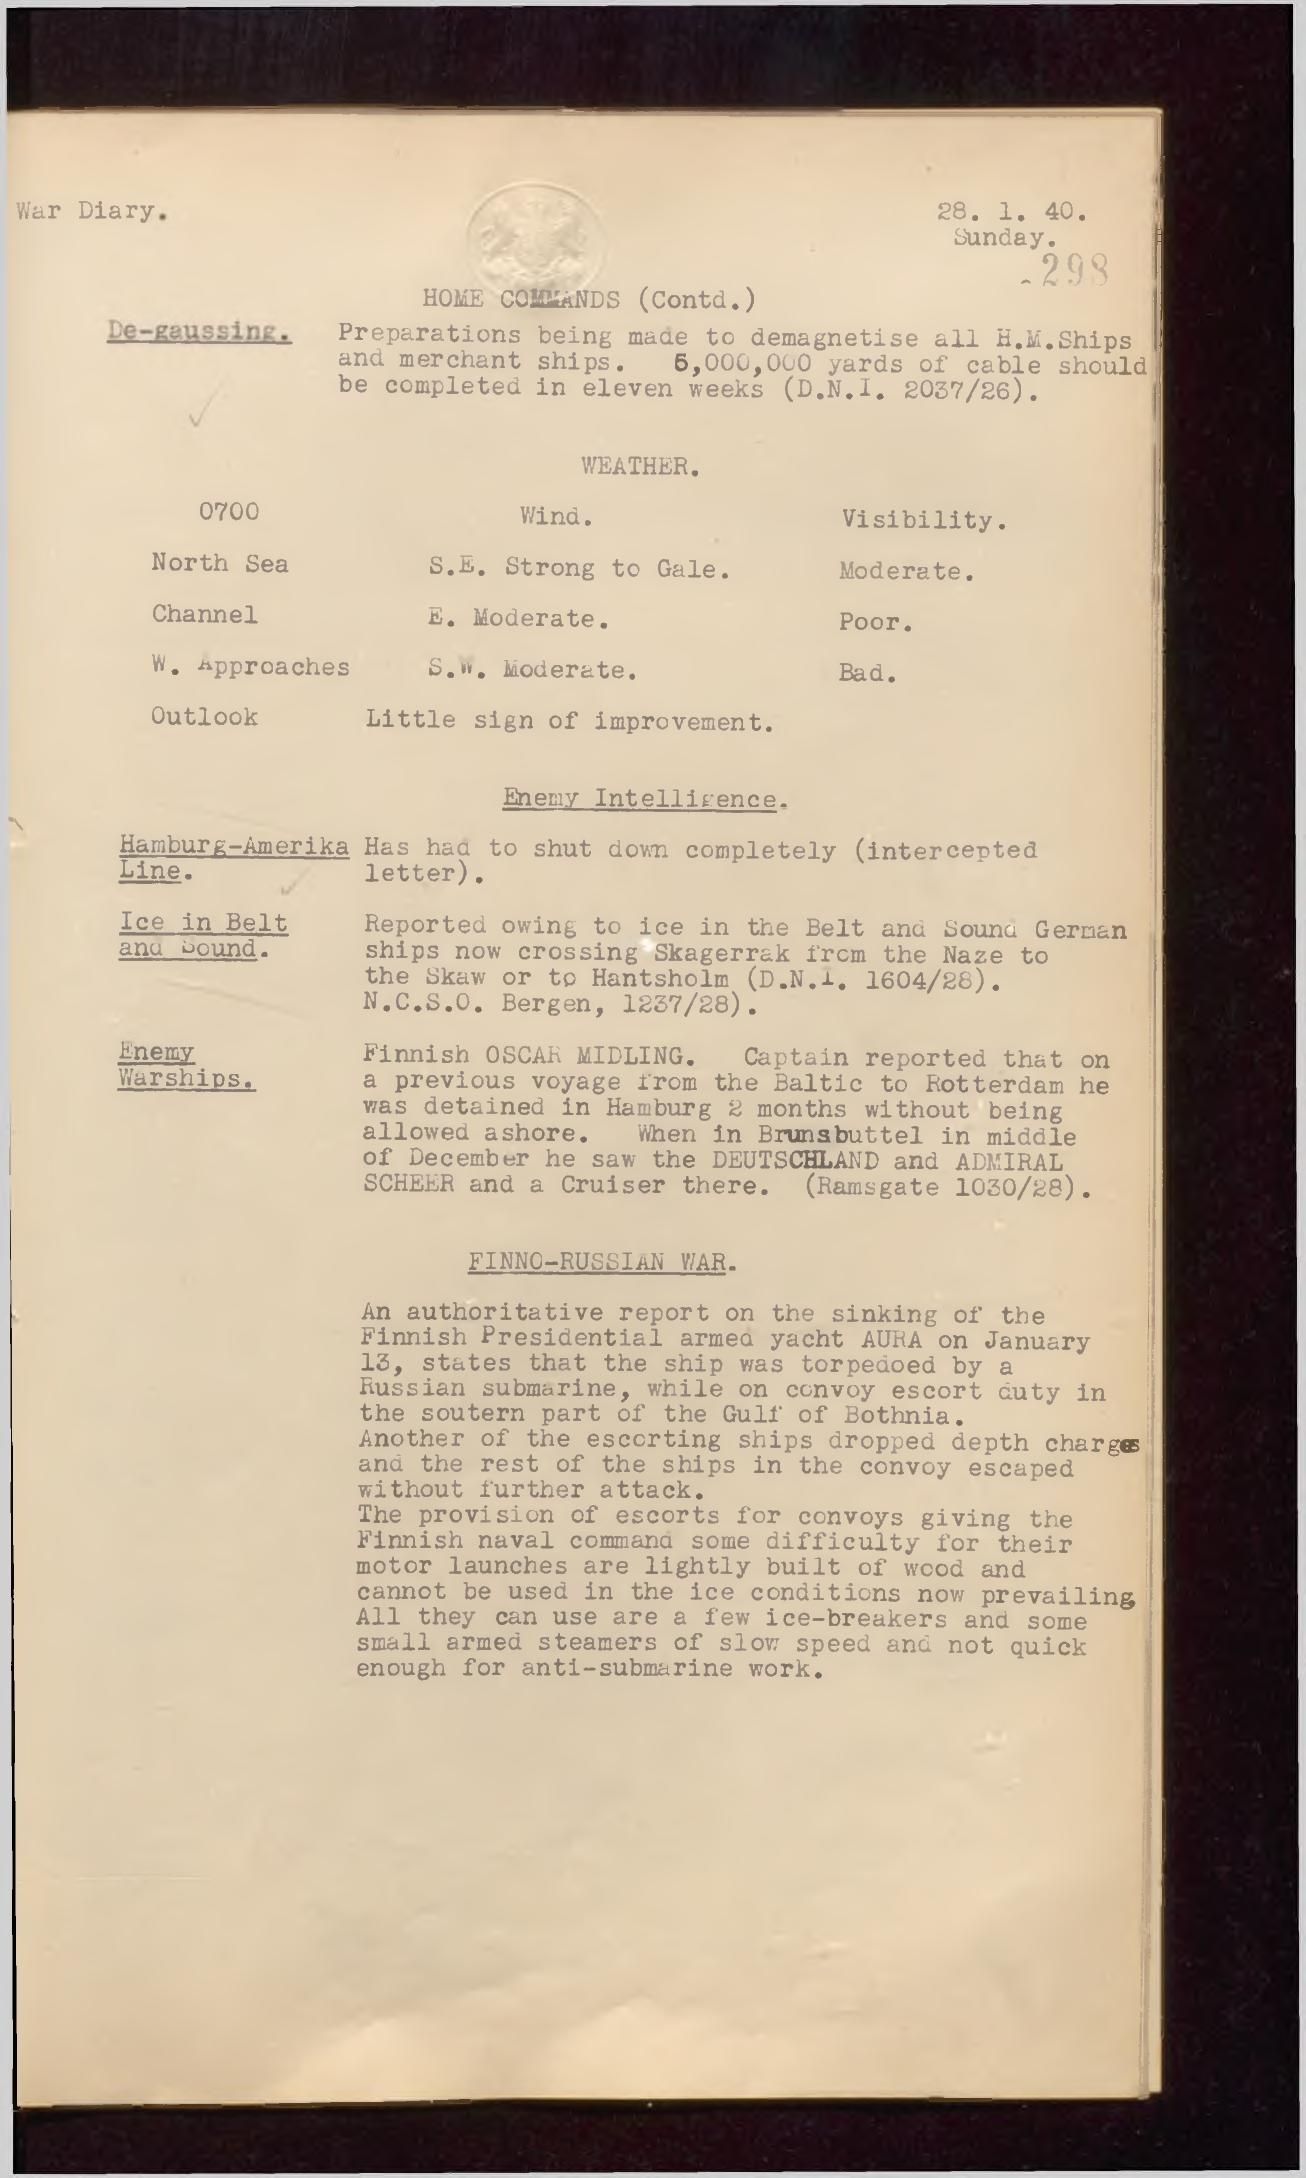 War Diary.
28. 1. 40.
Sunday.
298
HOME COMMANDS (Contd.)
De-gaussing. Preparations being made to demagnetise all H.M.Ships
and merchant ships. 6,000,000 yards of cable should
be completed in eleven weeks (D.N.I. 2037/26).
WEATHER.
0700 Wind. Visibility.
North Sea S.E. Strong to Gale. Moderate.
Channel E. Moderate. Poor.
W. Approaches S.W. Moderate. Bad.
Outlook Little sign of improvement.
Enemy Intelligence.
Hamburg-Amerika Has had to shut down completely (intercepted
Line. letter).
Ice in Belt Reported owing to ice in the Belt and Sound German
and Sound. ships now crossing Skagerrak from the Naze to
the Skaw or to Hantsholm (D.N.I. 1604/28).
N.C.S.O. Bergen, 1237/28).
Enemy Finnish OSCAR MIDLING. Captain reported that on
Warships. a previous voyage from the Baltic to Rotterdam he
was detained in Hamburg 2 months without being
allowed ashore. When in Brunsbuttel in middle
of December he saw the DEUTSCHLAND and ADMIRAL
SCHEER and a Cruiser there. (Ramsgate 1030/28).
FINNO-RUSSIAN WAR.
An authoritative report on the sinking of the
Finnish Presidential armed yacht AURA on January
13, states that the ship was torpedoed by a
Russian submarine, while on convoy escort duty in
the soutern part of the Gulf of Bothnia.
Another of the escorting ships dropped depth charges
and the rest of the ships in the convoy escaped
without further attack.
The provision of escorts for convoys giving the
Finnish naval command some difficulty for their
motor launches are lightly built of wood and
cannot be used in the ice conditions now prevailing
All they can use are a few ice-breakers and some
small armed steamers of slow speed and not quick
enough for anti-submarine work.